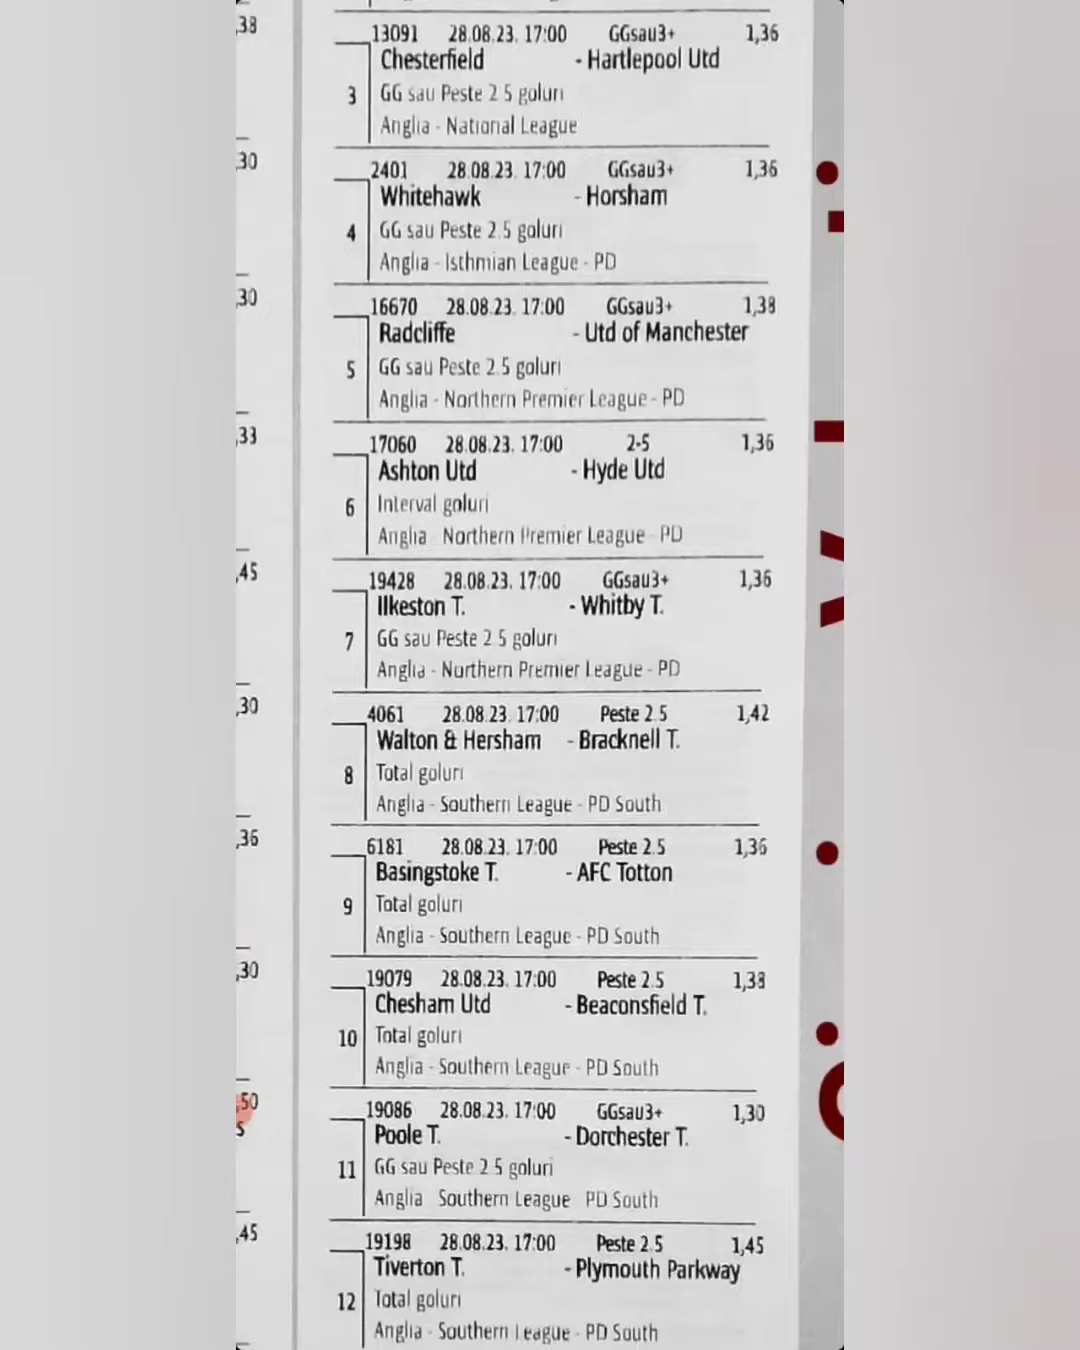 ,38
13091 28.08.23. 17:00 GGsau3+ 1,36
Chesterfield - Hartlepool Utd
3 GG sau Peste 2.5 goluri
Anglia - National League
,30
2401 28.08.23. 17:00 GGsau3+ 1,36
Whitehawk - Horsham
4 GG sau Peste 2.5 goluri
Anglia - Isthmian League - PD
,30
16670 28.08.23. 17:00 GGsau3+ 1,38
Radcliffe - Utd of Manchester
5 GG sau Peste 2.5 goluri
Anglia - Northern Premier League - PD
,33
17060 28.08.23. 17:00 2-5 1,36
Ashton Utd - Hyde Utd
6 Interval goluri
Anglia - Northern Premier League - PD
,45
19428 28.08.23. 17:00 GGsau3+ 1,36
Ilkeston T. - Whitby T.
7 GG sau Peste 2.5 goluri
Anglia - Northern Premier League - PD
,30
4061 28.08.23. 17:00 Peste 2.5 1,42
Walton & Hersham - Bracknell T.
8 Total goluri
Anglia - Southern League - PD South
,36
6181 28.08.23. 17:00 Peste 2.5 1,36
Basingstoke T. - AFC Totton
9 Total goluri
Anglia - Southern League - PD South
,30
19079 28.08.23. 17:00 Peste 2.5 1,38
Chesham Utd - Beaconsfield T.
10 Total goluri
Anglia - Southern League - PD South
,50
s
19086 28.08.23. 17:00 GGsau3+ 1,30
Poole T. - Dorchester T.
11 GG sau Peste 2.5 goluri
Anglia - Southern League - PD South
,45
19198 28.08.23. 17:00 Peste 2.5 1,45
Tiverton T. - Plymouth Parkway
12 Total goluri
Anglia - Southern League - PD South